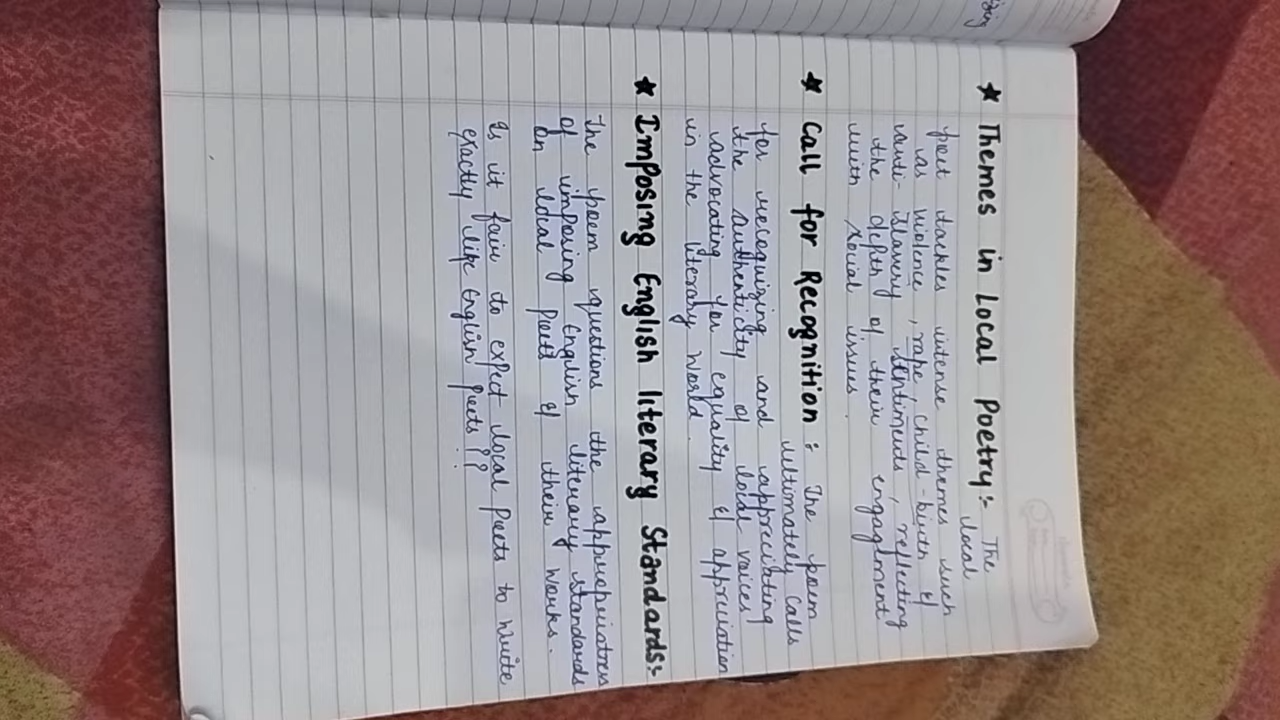 ★ Themes in Local Poetry:- The
local
poet tackles intense themes such
as violence, rape, child-birth &
anti-slavery sentiments, reflecting
the depth of their engagement
with social issues.
★ Call for Recognition: The poem
ultimately calls
for recognizing and appreciating
the authenticity of local voices,
advocating for equality & appreciation
in the literary world.
★ Imposing English literary Standards:-
The poem questions the appropriateness
of imposing English literary standards
on local Poets & their works.
Is it fair to expect local Poets to write
exactly like English Poets??